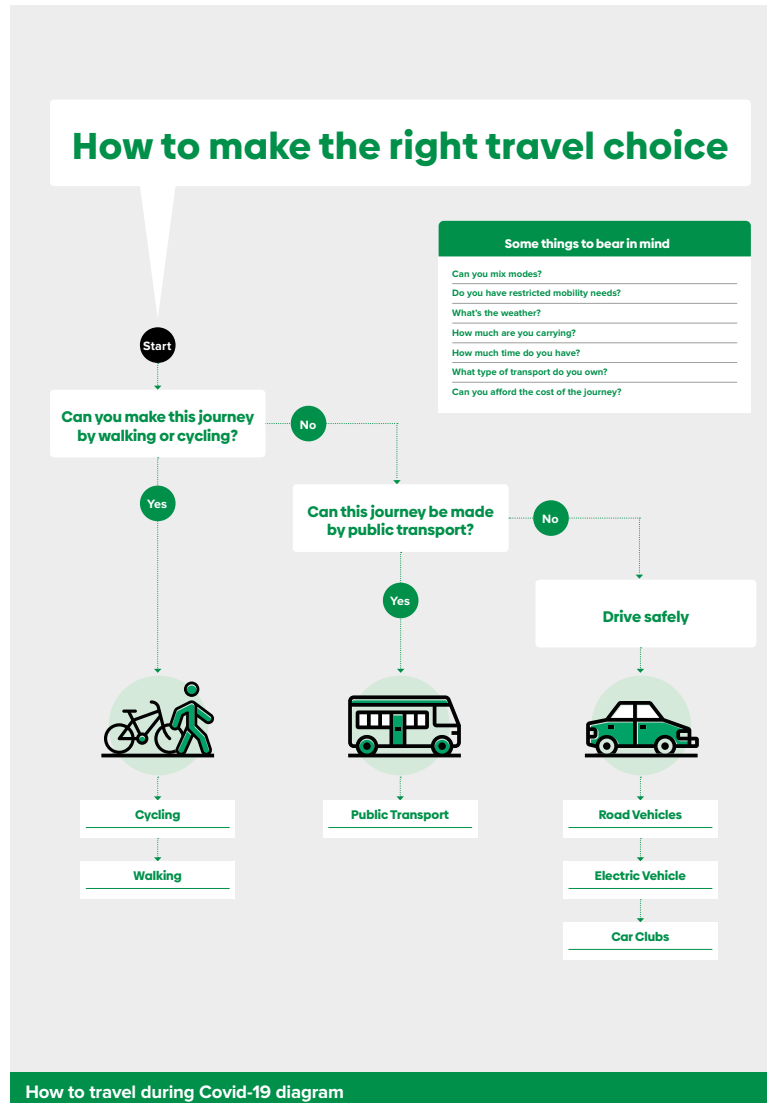 How to make the right travel choice
Some things to bear in mind
Can you mix modes?
Do you have restricted mobility needs?
What's the weather?
How much are you carrying?
How much time do you have?
What type of transport do you own?
Can you afford the cost of the journey?
Start
Can you make this journey
by walking or cycling?
No
Yes
Can this journey be made
by public transport?
No
Yes
Drive safely
Cycling
Walking
Public Transport
Road Vehicles
Electric Vehicle
Car Clubs
How to travel during Covid-19 diagram